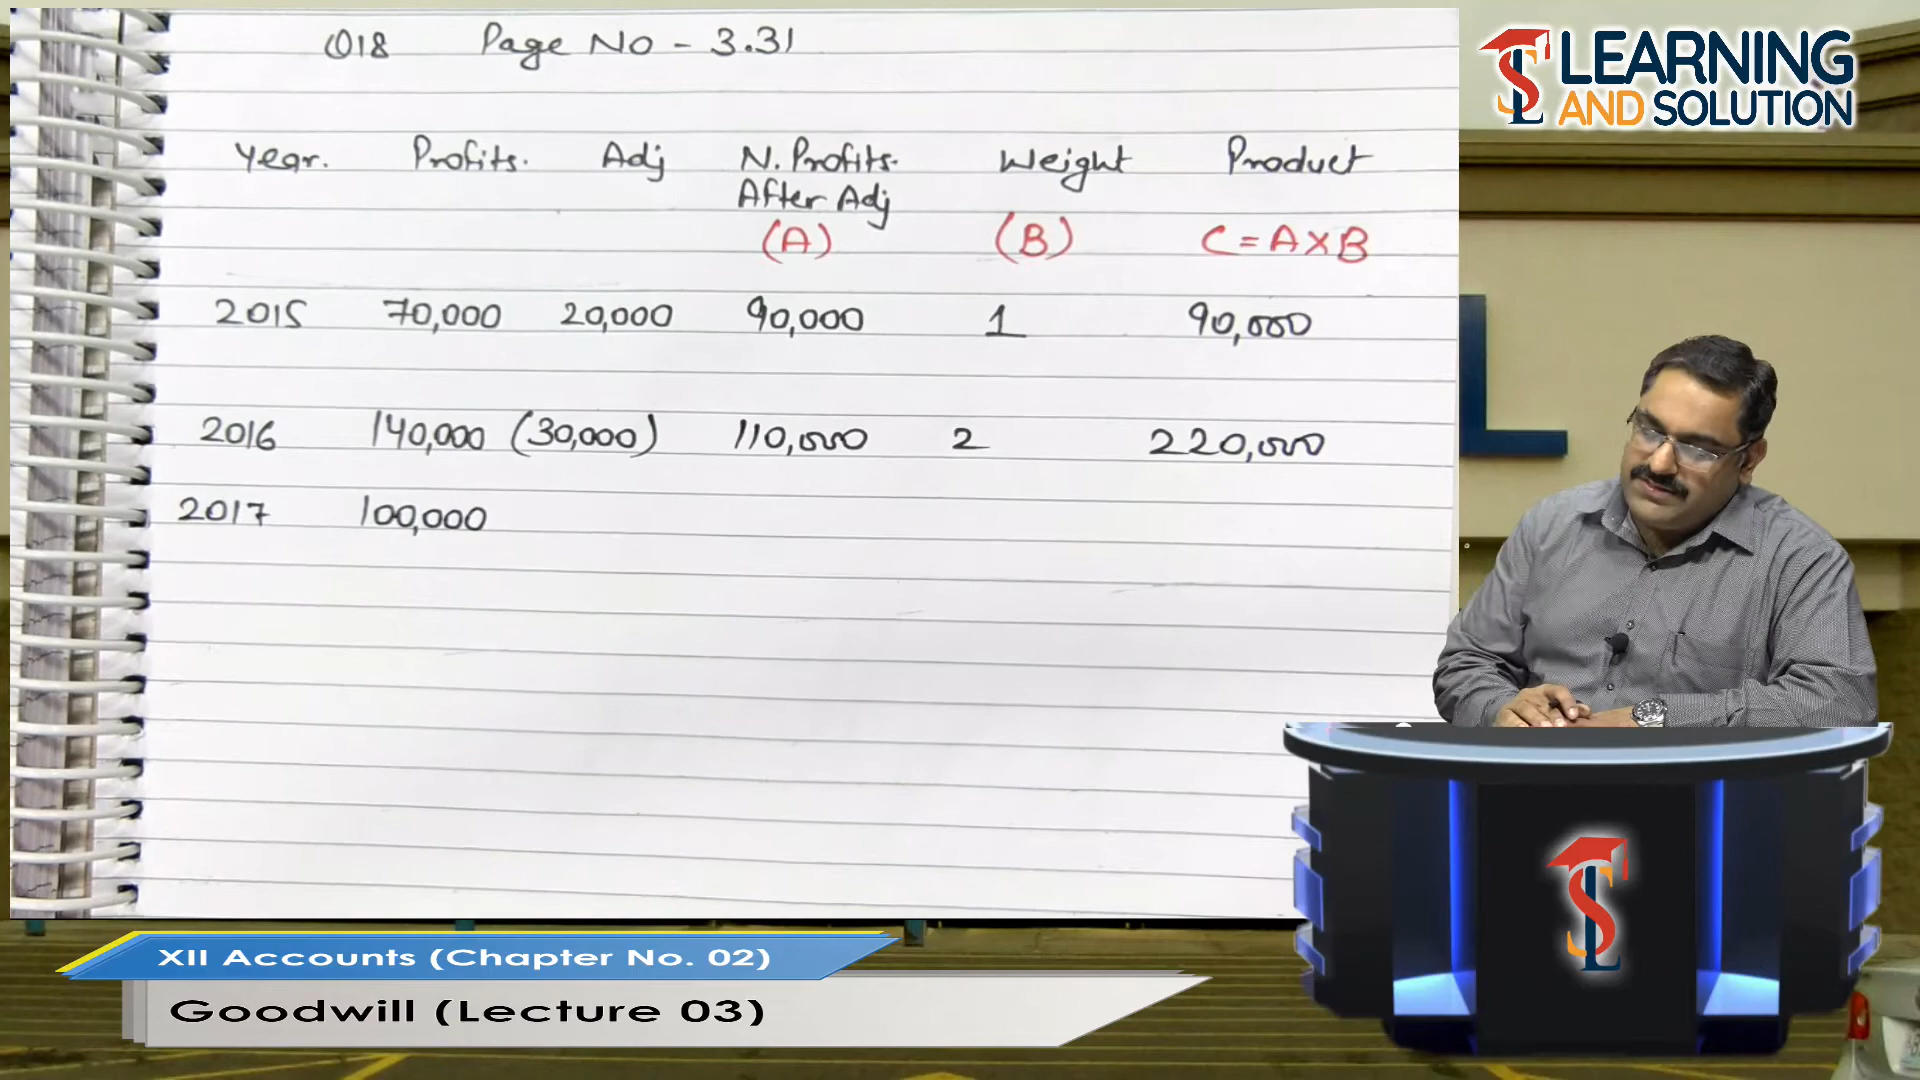 Q18 Page No - 3.31
Year. Profits. Adj N. Profits. Weight Product
After Adj
(A) (B) C = A X B
2015 70,000 20,000 90,000 1 90,000
2016 140,000 (30,000) 110,000 2 220,000
2017 100,000
LEARNING
AND SOLUTION
XII Accounts (Chapter No. 02)
Goodwill (Lecture 03)